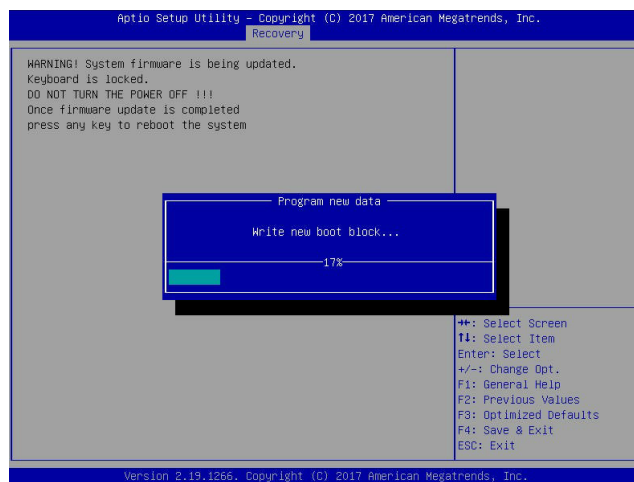 Aptio Setup Utility – Copyright (C) 2017 American Megatrends, Inc.
Recovery
WARNING! System firmware is being updated.
Keyboard is locked.
DO NOT TURN THE POWER OFF !!!
Once firmware update is completed
press any key to reboot the system
Program new data
Write new boot block...
17%
→←: Select Screen
↑↓: Select Item
Enter: Select
+/-: Change Opt.
F1: General Help
F2: Previous Values
F3: Optimized Defaults
F4: Save & Exit
ESC: Exit
Version 2.19.1266. Copyright (C) 2017 American Megatrends, Inc.